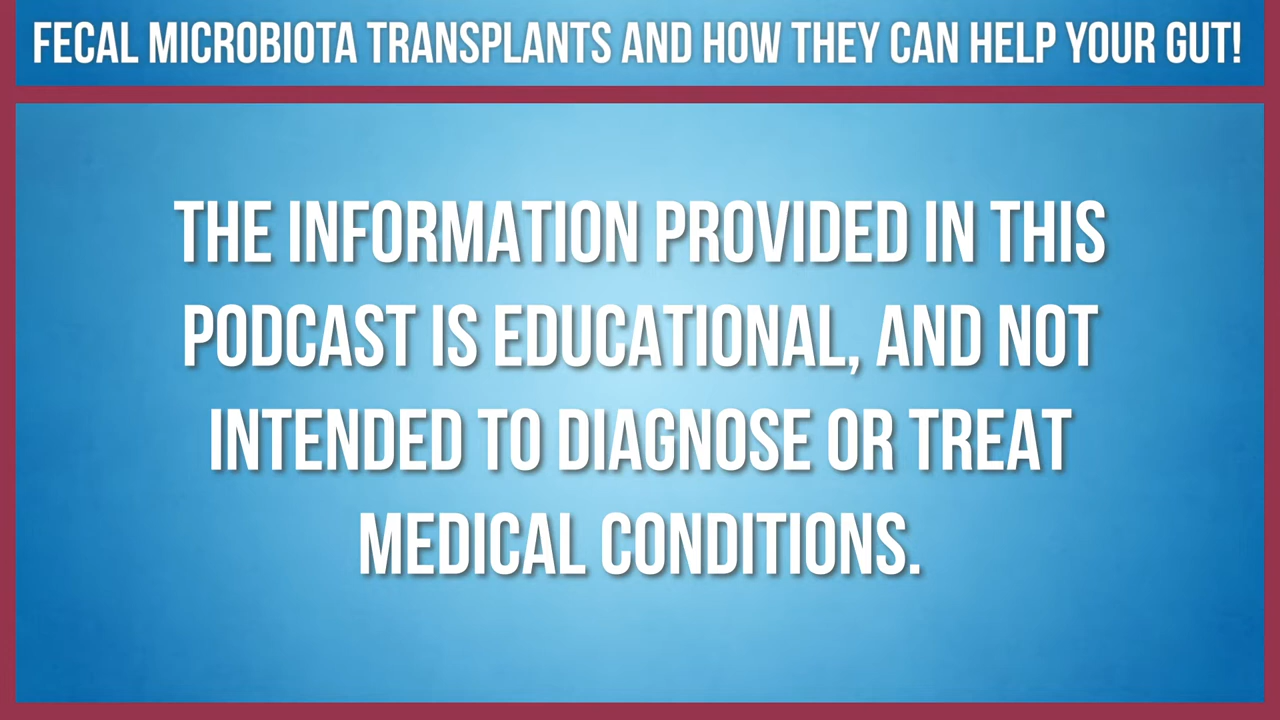 FECAL MICROBIOTA TRANSPLANTS AND HOW THEY CAN HELP YOUR GUT!
THE INFORMATION PROVIDED IN THIS
PODCAST IS EDUCATIONAL, AND NOT
INTENDED TO DIAGNOSE OR TREAT
MEDICAL CONDITIONS.